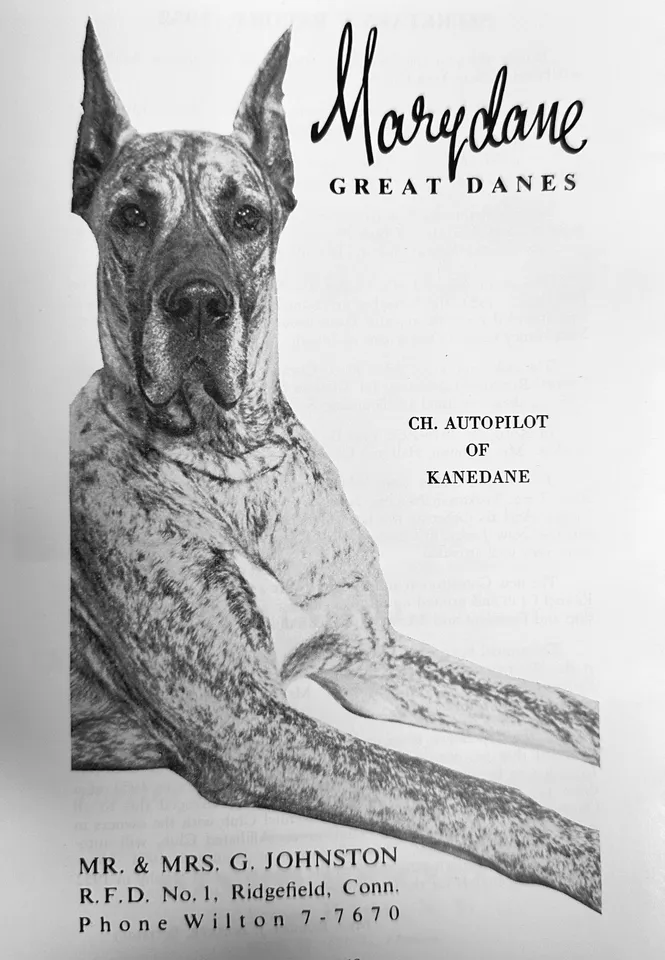 Marydane
GREAT DANES
CH. AUTOPILOT
OF
KANEDANE
MR. & MRS. G. JOHNSTON
R.F.D. No. 1, Ridgefield, Conn.
Phone Wilton 7-7670